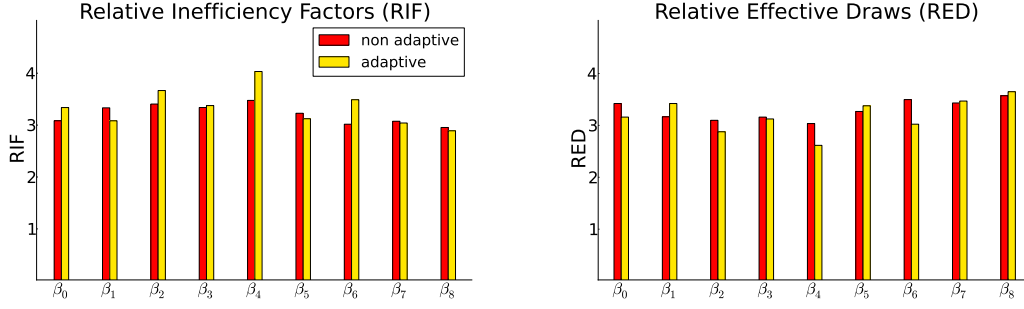 Relative Inefficiency Factors (RIF)
non adaptive
adaptive
RIF
4
3
2
1
β0 β1 β2 β3 β4 β5 β6 β7 β8
Relative Effective Draws (RED)
RED
4
3
2
1
β0 β1 β2 β3 β4 β5 β6 β7 β8